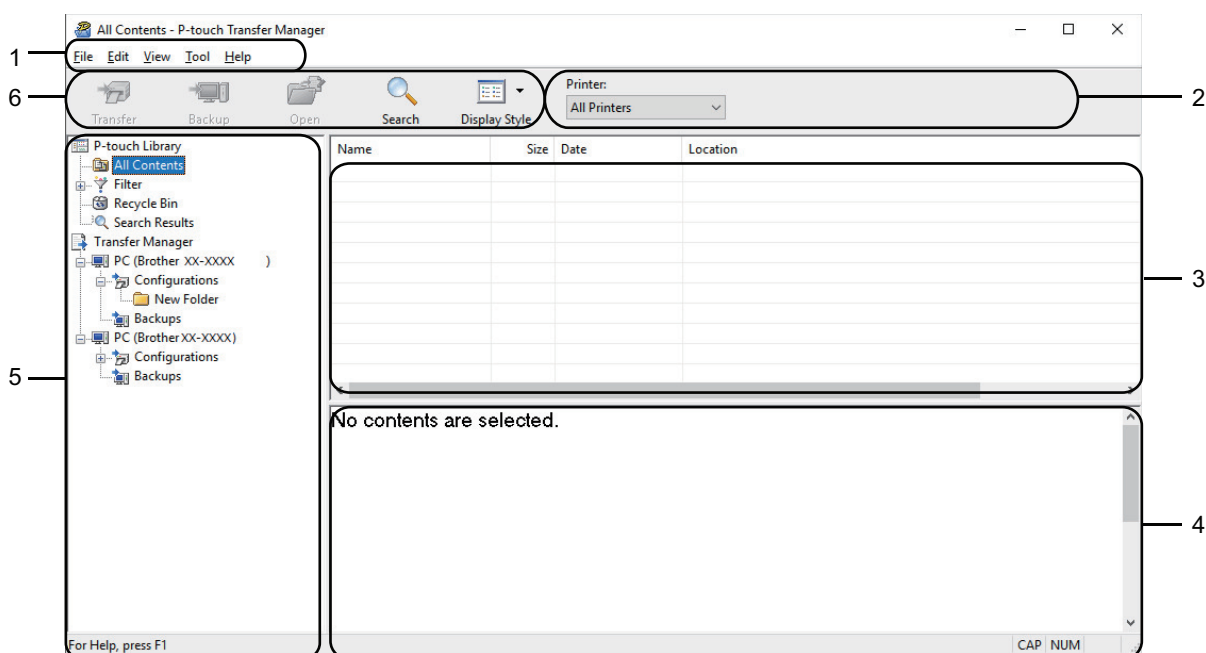 All Contents - P-touch Transfer Manager
1
File Edit View Tool Help
6
Transfer Backup Open Search Display Style
Printer:
All Printers
2
P-touch Library
All Contents
Filter
Recycle Bin
Search Results
Transfer Manager
PC (Brother XX-XXXX )
Configurations
New Folder
Backups
PC (Brother XX-XXXX)
Configurations
Backups
5
Name Size Date Location
3
No contents are selected.
4
For Help, press F1
CAP NUM